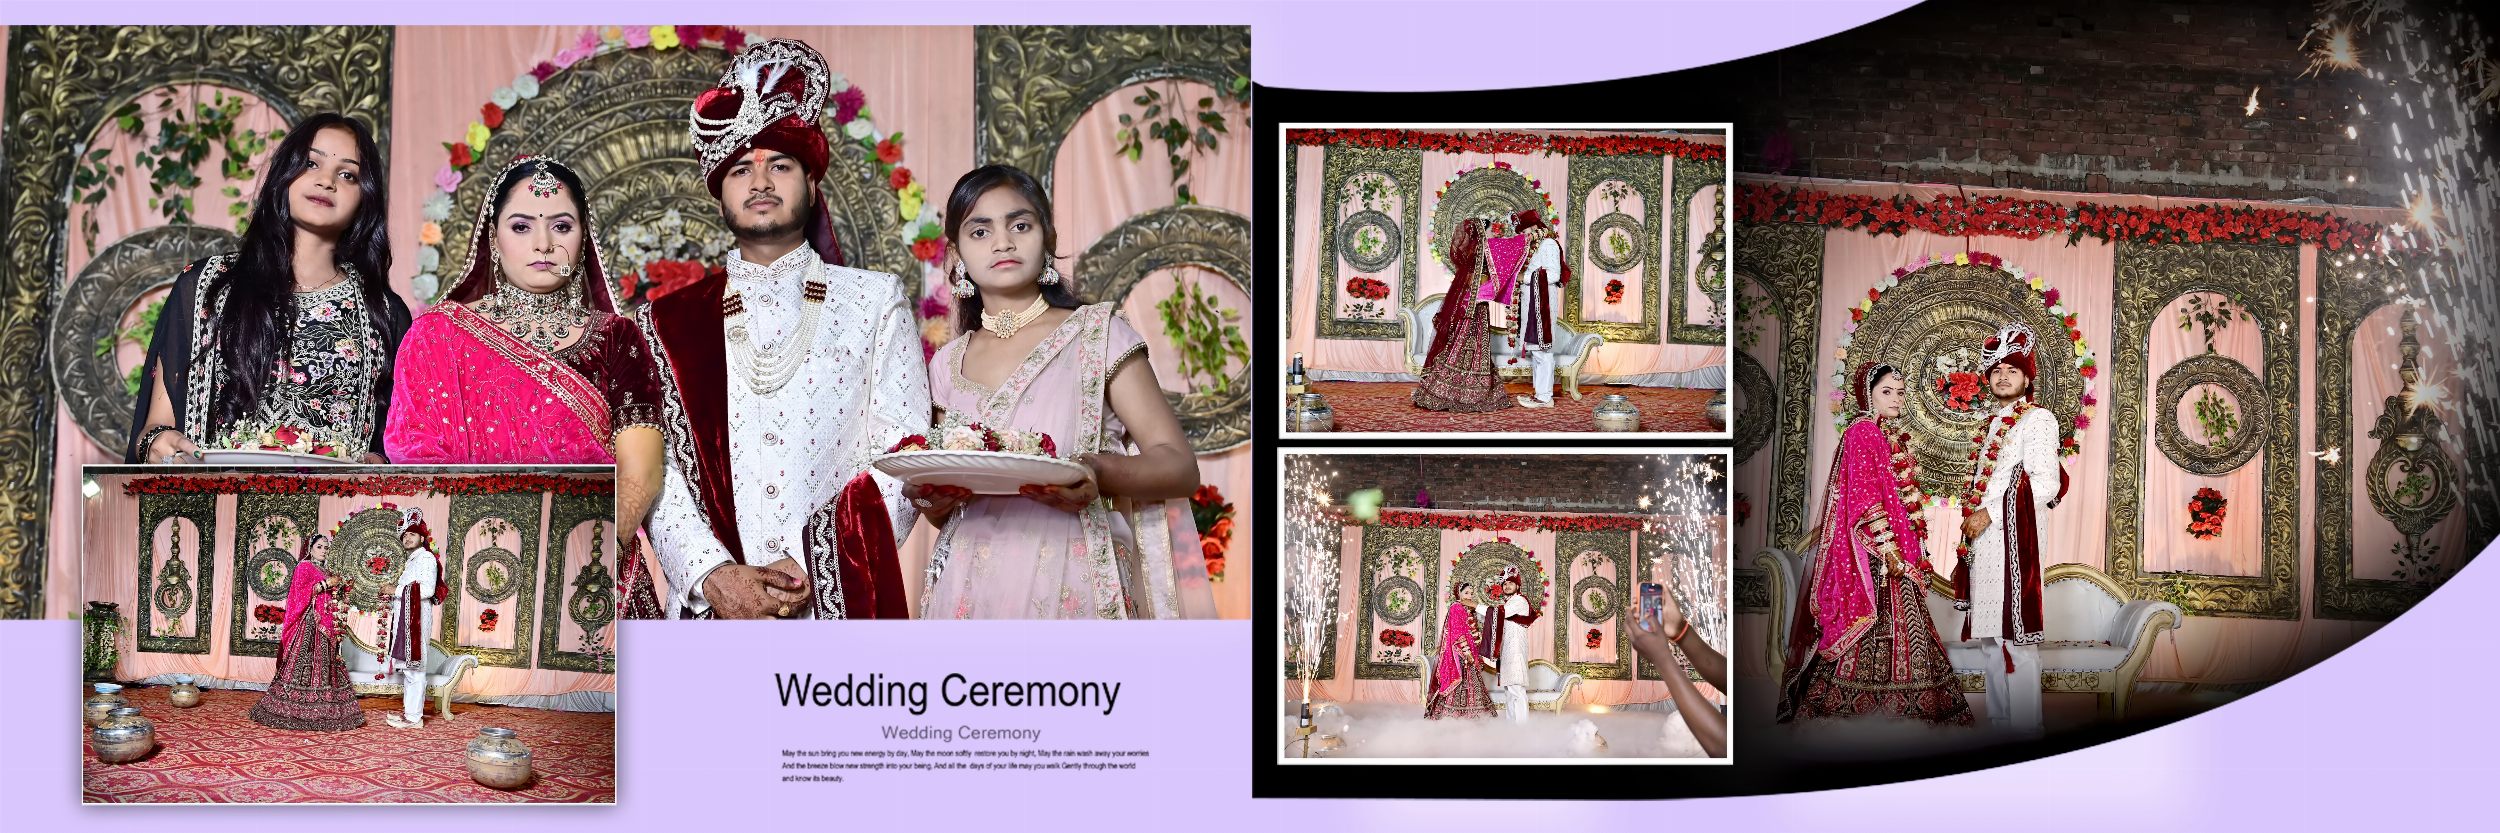 Wedding Ceremony
Wedding Ceremony
May the sun bring you new energy by day, May the moon softly restore you by night, May the rain wash away your worries
And the breeze blow new strength into your being, And all the days of your life may you walk Gently through the world
and know its beauty.